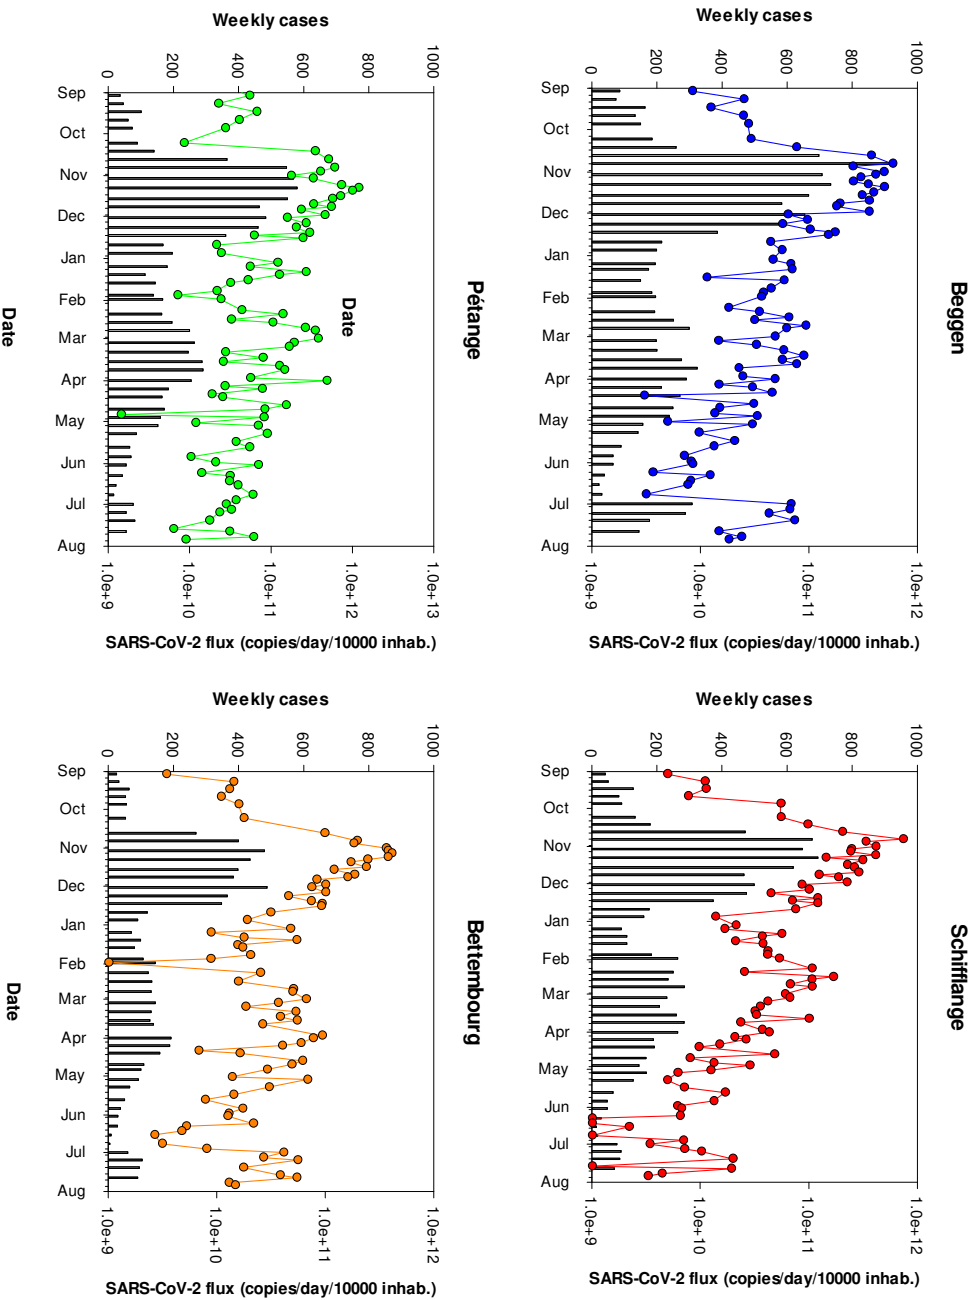 Beggen
Weekly cases
0
200
400
600
800
1000
Sep
Oct
Nov
Dec
Jan
Feb
Mar
Apr
May
Jun
Jul
Aug
1.0e+9
1.0e+10
1.0e+11
1.0e+12
SARS-CoV-2 flux (copies/day/10000 inhab.)
Date
Schifflange
Weekly cases
0
200
400
600
800
1000
Sep
Oct
Nov
Dec
Jan
Feb
Mar
Apr
May
Jun
Jul
Aug
1.0e+9
1.0e+10
1.0e+11
1.0e+12
SARS-CoV-2 flux (copies/day/10000 inhab.)
Pétange
Weekly cases
0
200
400
600
800
1000
Sep
Oct
Nov
Dec
Jan
Feb
Mar
Apr
May
Jun
Jul
Aug
1.0e+9
1.0e+10
1.0e+11
1.0e+12
1.0e+13
SARS-CoV-2 flux (copies/day/10000 inhab.)
Date
Bettembourg
Weekly cases
0
200
400
600
800
1000
Sep
Oct
Nov
Dec
Jan
Feb
Mar
Apr
May
Jun
Jul
Aug
1.0e+9
1.0e+10
1.0e+11
1.0e+12
SARS-CoV-2 flux (copies/day/10000 inhab.)
Date